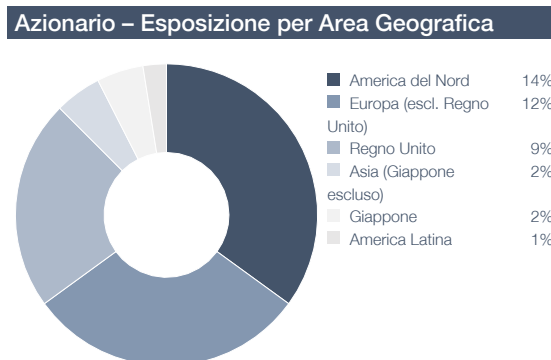 Azionario – Esposizione per Area Geografica
America del Nord 14%
Europa (escl. Regno 12%
Unito)
Regno Unito 9%
Asia (Giappone 2%
escluso)
Giappone 2%
America Latina 1%